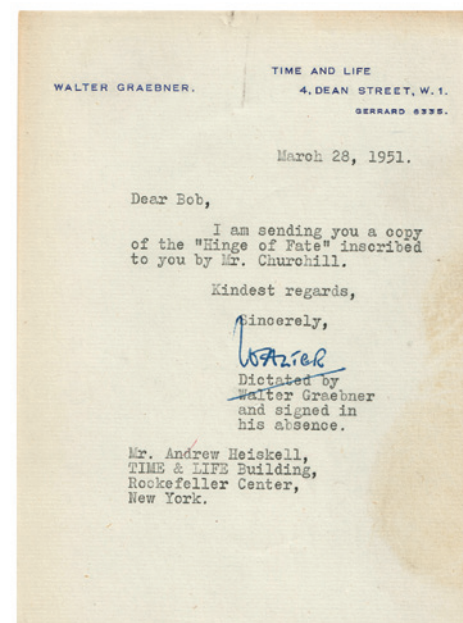 TIME AND LIFE
WALTER GRAEBNER. 4, DEAN STREET, W. 1.
GERRARD 6335.
March 28, 1951.
Dear Bob,
I am sending you a copy
of the "Hinge of Fate" inscribed
to you by Mr. Churchill.
Kindest regards,
Sincerely,
WALTER
Dictated by
Walter Graebner
and signed in
his absence.
Mr. Andrew Heiskell,
TIME & LIFE Building,
Rockefeller Center,
New York.